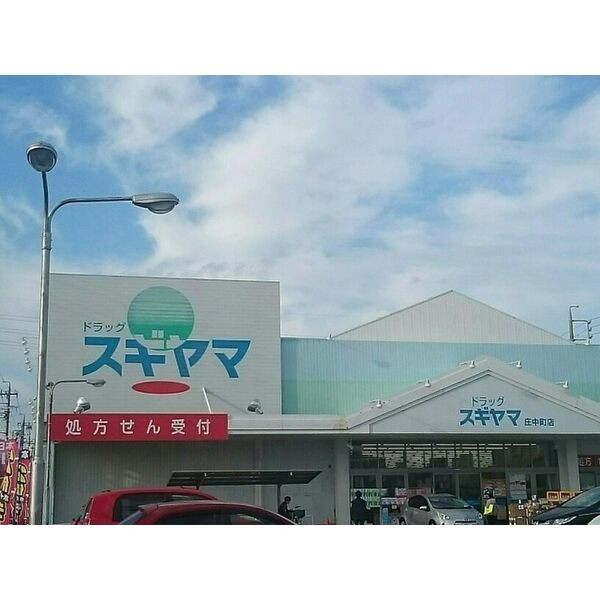 ドラッグ
スギヤマ
処方せん受付
ドラッグ
スギヤマ 庄中町店